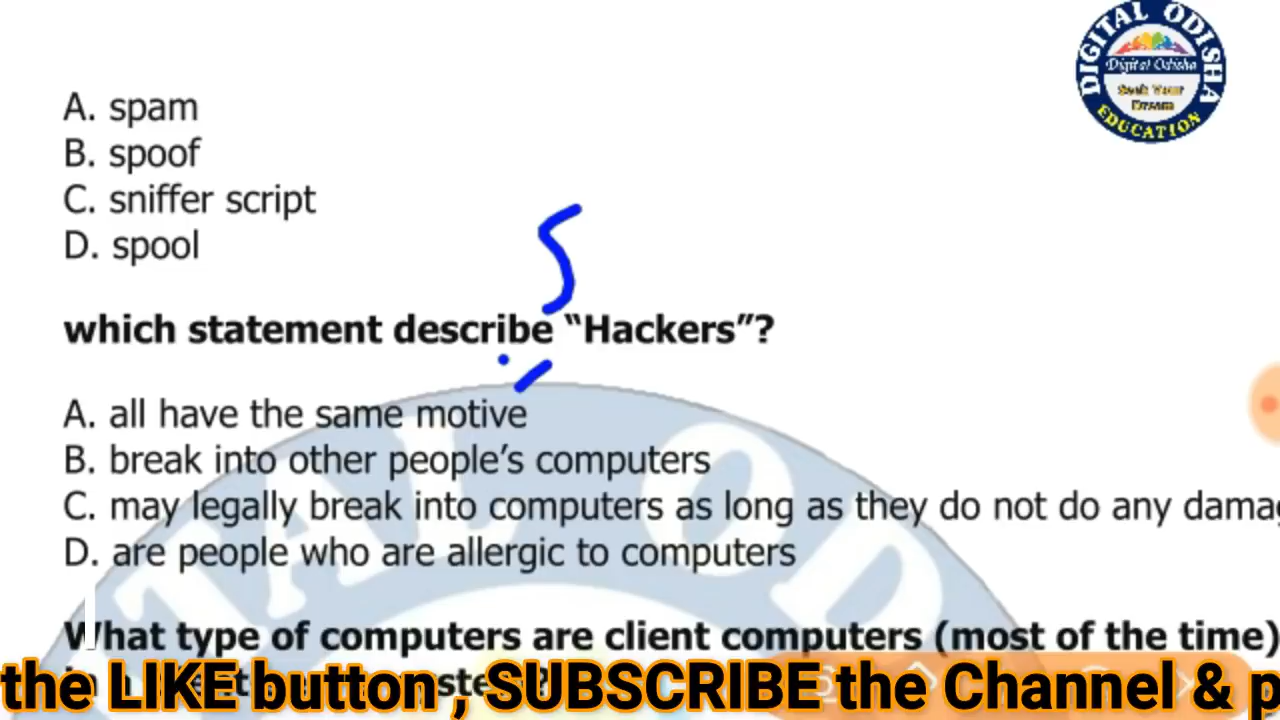 DIGITAL ODISHA
Digital Odisha
Seek Your
Dream
EDUCATION
A. spam
B. spoof
C. sniffer script
D. spool
which statement describe “Hackers”?
A. all have the same motive
B. break into other people’s computers
C. may legally break into computers as long as they do not do any
D. are people who are allergic to computers
What type of computers are client computers (most of the time)
the LIKE button , SUBSCRIBE the Channel & p